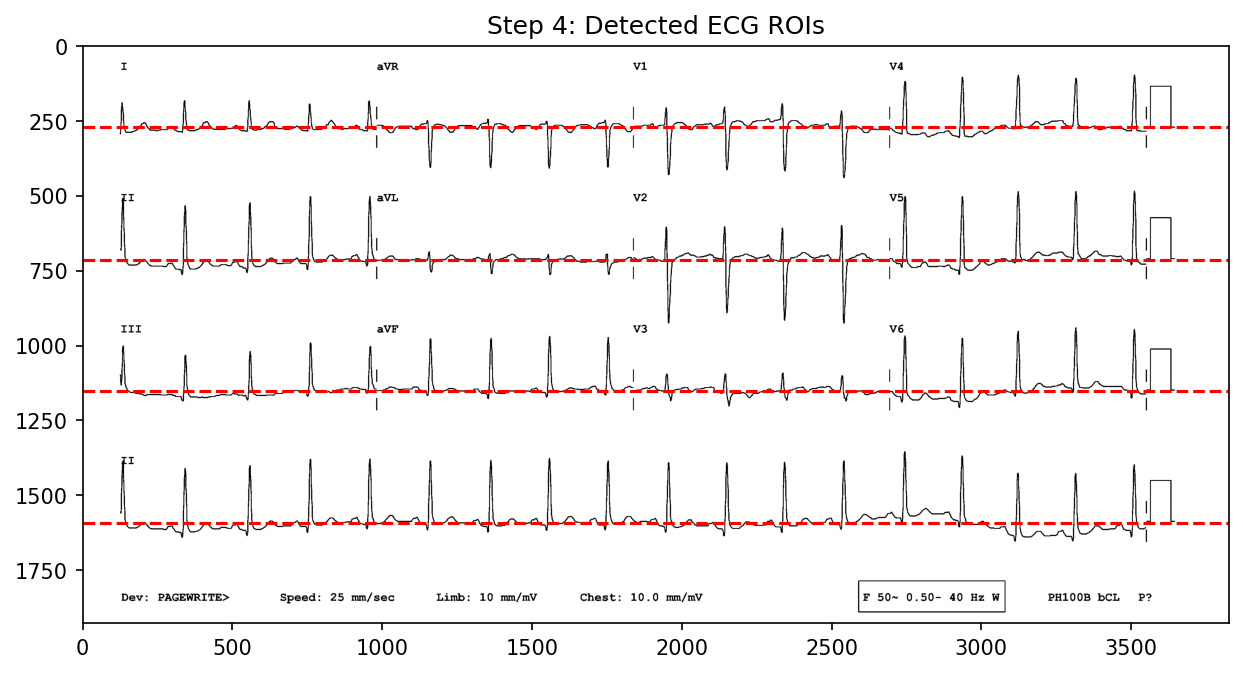 Step 4: Detected ECG ROIs
0
I aVR V1 V4
250
500
II aVL V2 V5
750
III aVF V3 V6
1000
1250
II
1500
1750
Dev: PAGEWRITE> Speed: 25 mm/sec Limb: 10 mm/mV Chest: 10.0 mm/mV F 50~ 0.50- 40 Hz W PH100B bCL P?
0 500 1000 1500 2000 2500 3000 3500